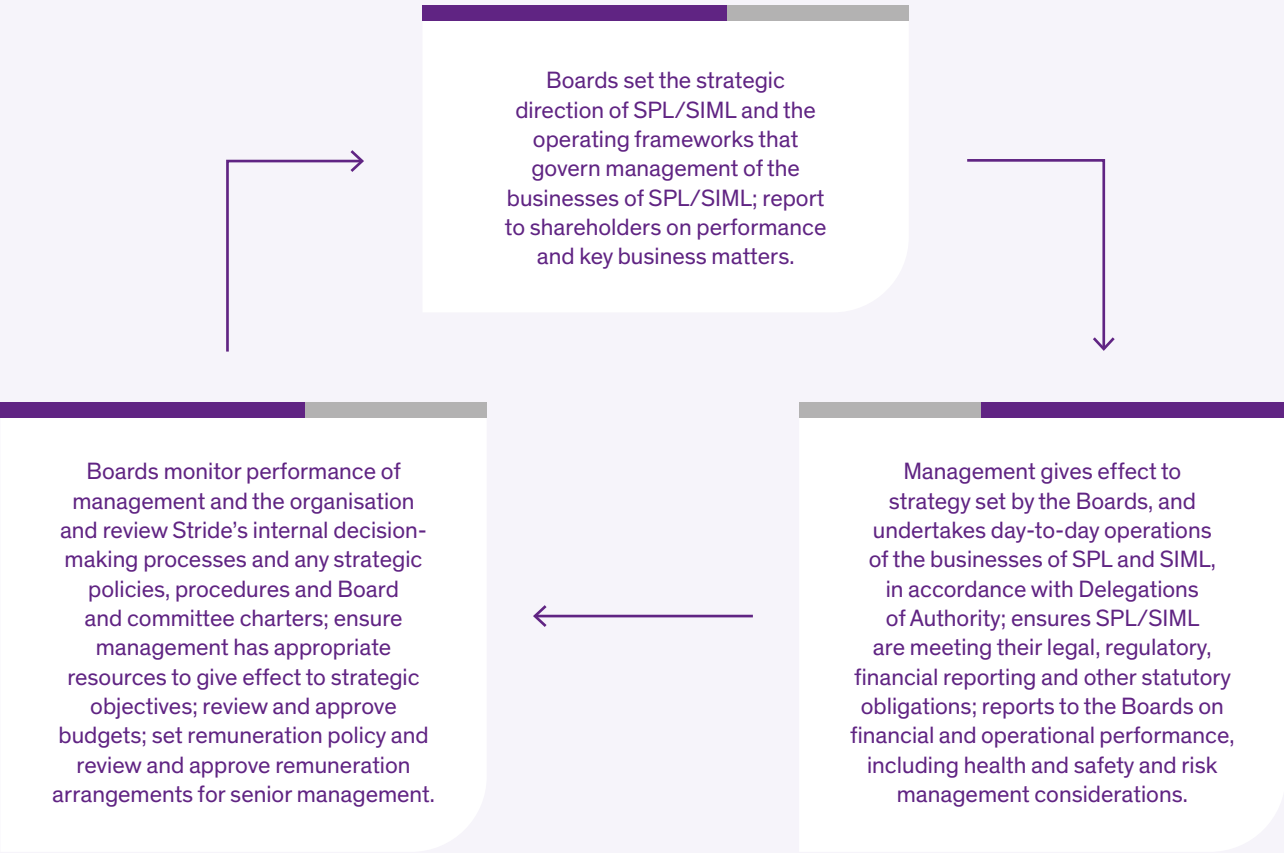 Boards set the strategic
direction of SPL/SIML and the
operating frameworks that
govern management of the
businesses of SPL/SIML; report
to shareholders on performance
and key business matters.
Boards monitor performance of
management and the organisation
and review Stride’s internal decision-
making processes and any strategic
policies, procedures and Board
and committee charters; ensure
management has appropriate
resources to give effect to strategic
objectives; review and approve
budgets; set remuneration policy and
review and approve remuneration
arrangements for senior management.
Management gives effect to
strategy set by the Boards, and
undertakes day-to-day operations
of the businesses of SPL and SIML,
in accordance with Delegations
of Authority; ensures SPL/SIML
are meeting their legal, regulatory,
financial reporting and other statutory
obligations; reports to the Boards on
financial and operational performance,
including health and safety and risk
management considerations.